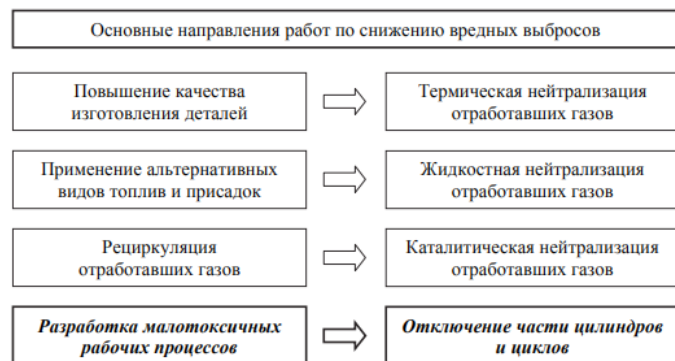 Основные направления работ по снижению вредных выбросов
Повышение качества
изготовления деталей
Термическая нейтрализация
отработавших газов
Применение альтернативных
видов топлив и присадок
Жидкостная нейтрализация
отработавших газов
Рециркуляция
отработавших газов
Каталитическая нейтрализация
отработавших газов
Разработка малотоксичных
рабочих процессов
Отключение части цилиндров
и циклов